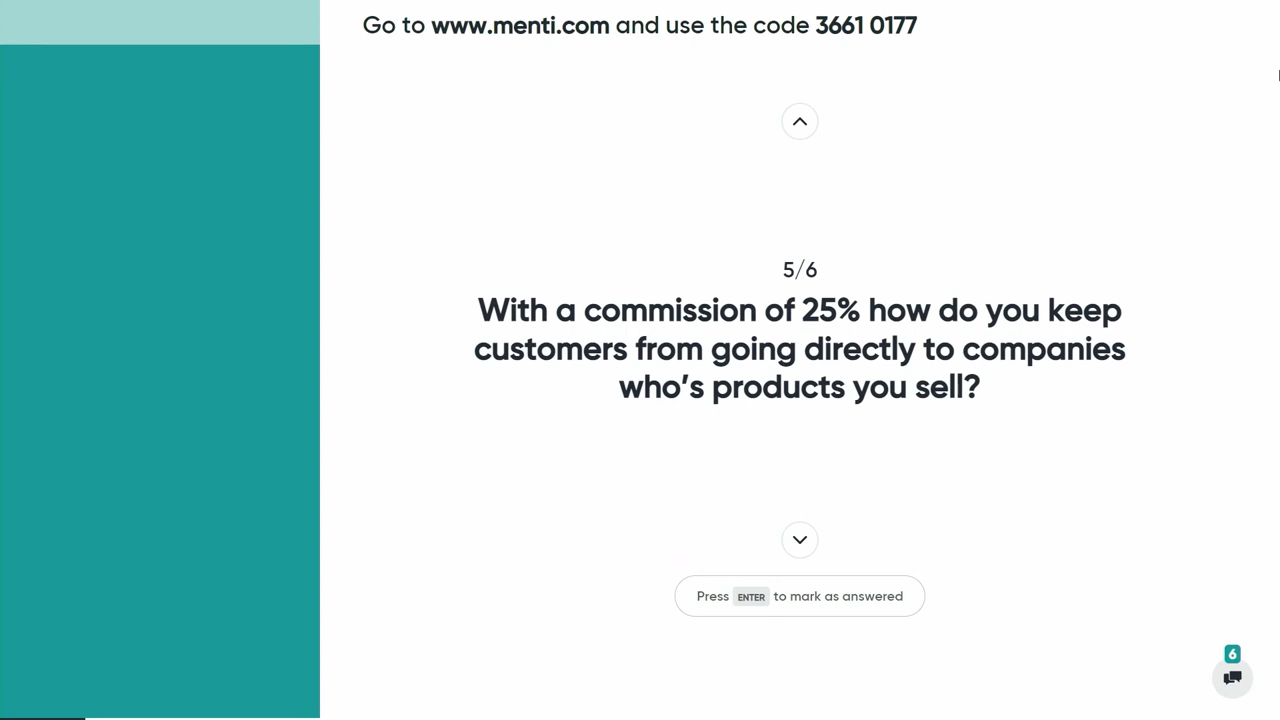 Go to www.menti.com and use the code 3661 0177
5/6
With a commission of 25% how do you keep
customers from going directly to companies
who's products you sell?
Press ENTER to mark as answered
6